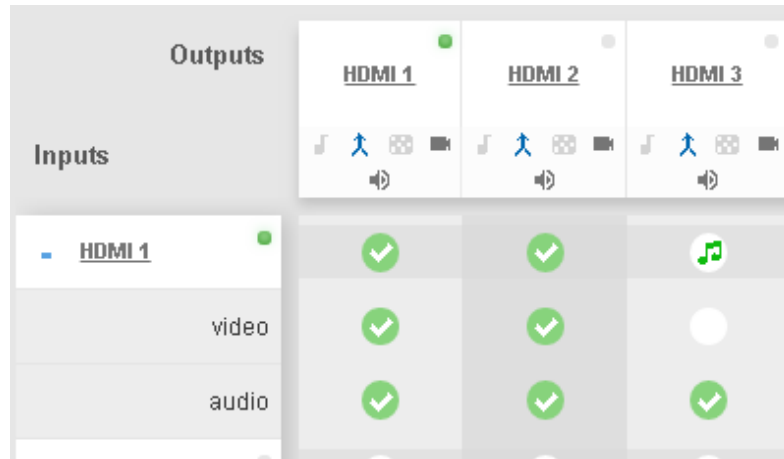 Outputs
HDMI 1
HDMI 2
HDMI 3
Inputs
HDMI 1
video
audio